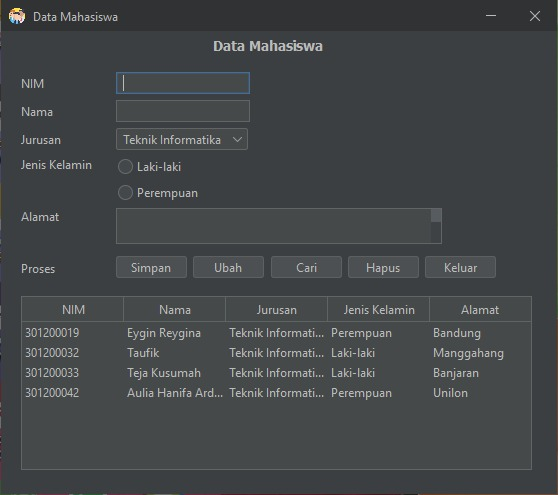 Data Mahasiswa
Data Mahasiswa
NIM
Nama
Jurusan Teknik Informatika
Jenis Kelamin Laki-laki
Perempuan
Alamat
Proses Simpan Ubah Cari Hapus Keluar
NIM Nama Jurusan Jenis Kelamin Alamat
301200019 Eygin Reygina Teknik Informati... Perempuan Bandung
301200032 Taufik Teknik Informati... Laki-laki Manggahang
301200033 Teja Kusumah Teknik Informati... Laki-laki Banjaran
301200042 Aulia Hanifa Ard... Teknik Informati... Perempuan Unilon